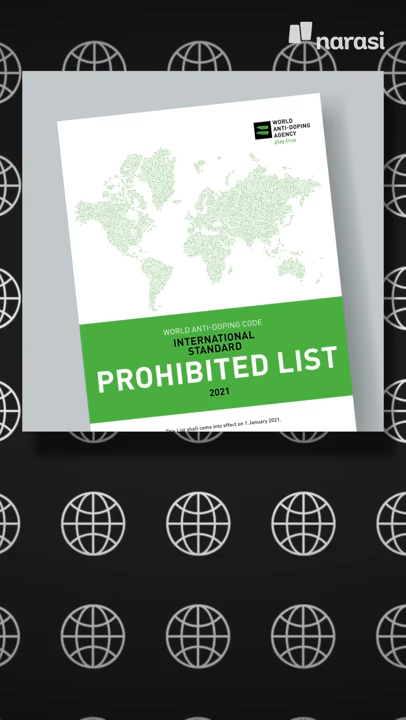 narasi
WORLD
ANTI-DOPING
AGENCY
play true
WORLD ANTI-DOPING CODE
INTERNATIONAL
STANDARD
PROHIBITED LIST
2021
This List shall come into effect on 1 January 2021.